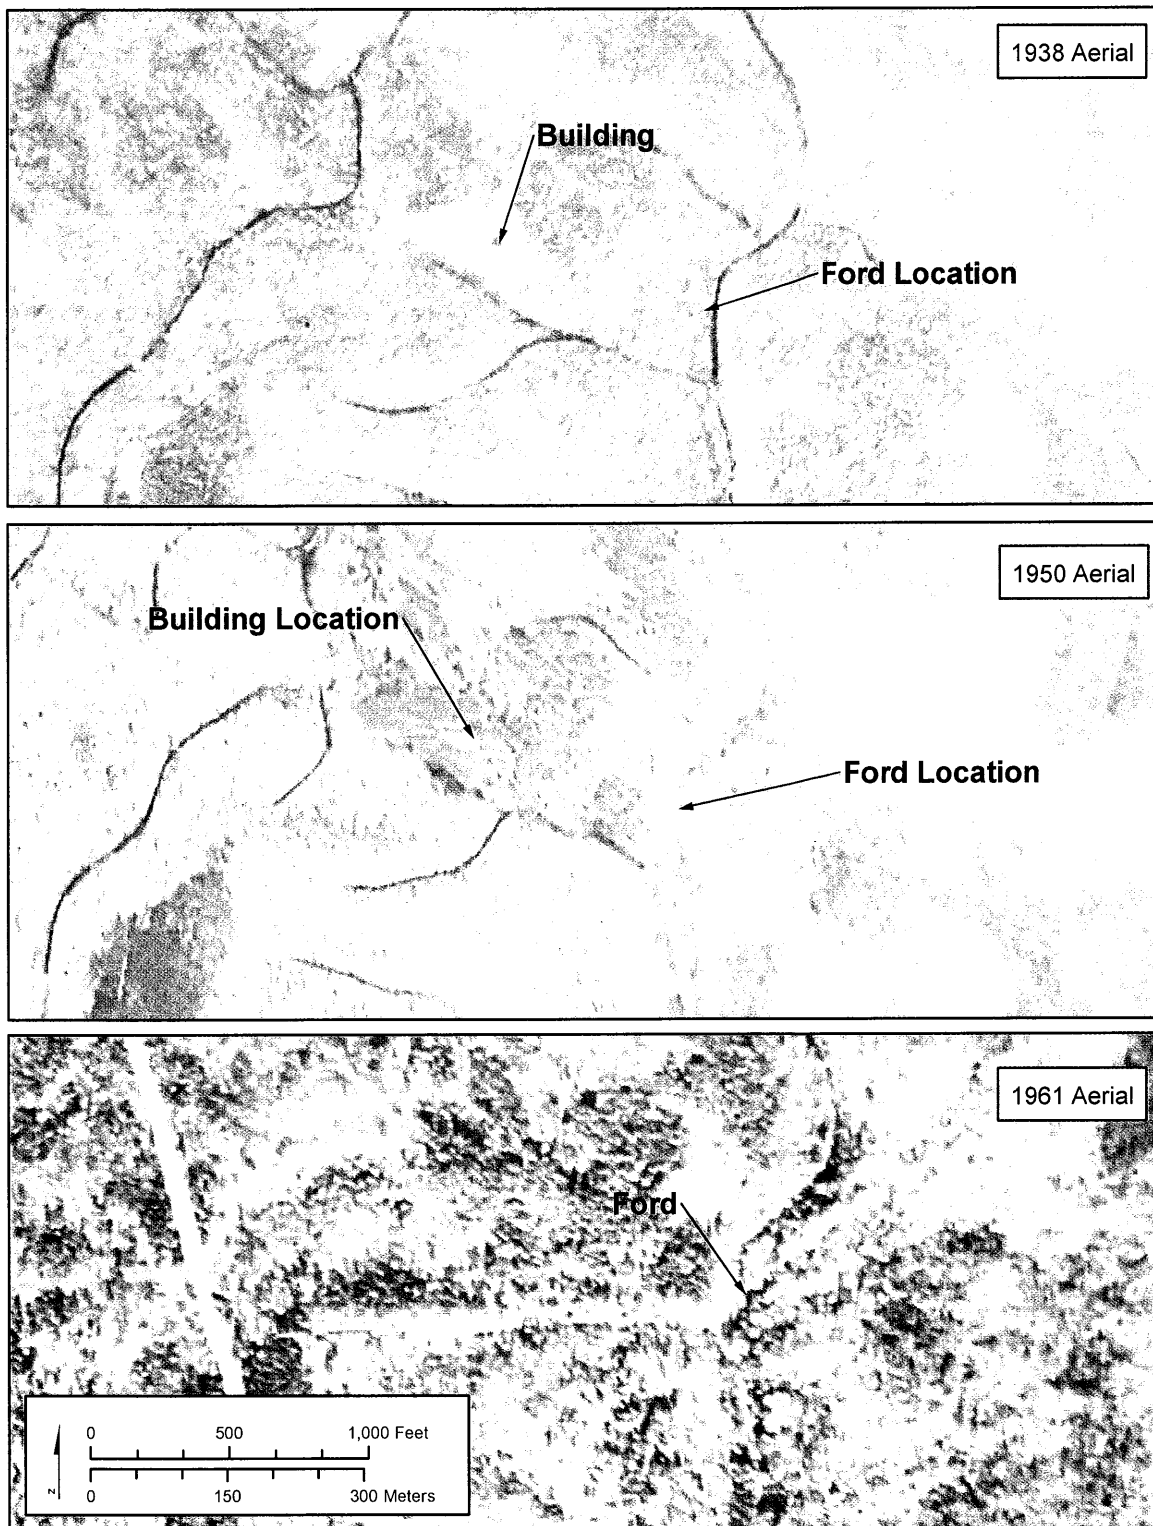 1938 Aerial
Building
Ford Location
1950 Aerial
Building Location
Ford Location
1961 Aerial
Ford
0 500 1,000 Feet
0 150 300 Meters
N